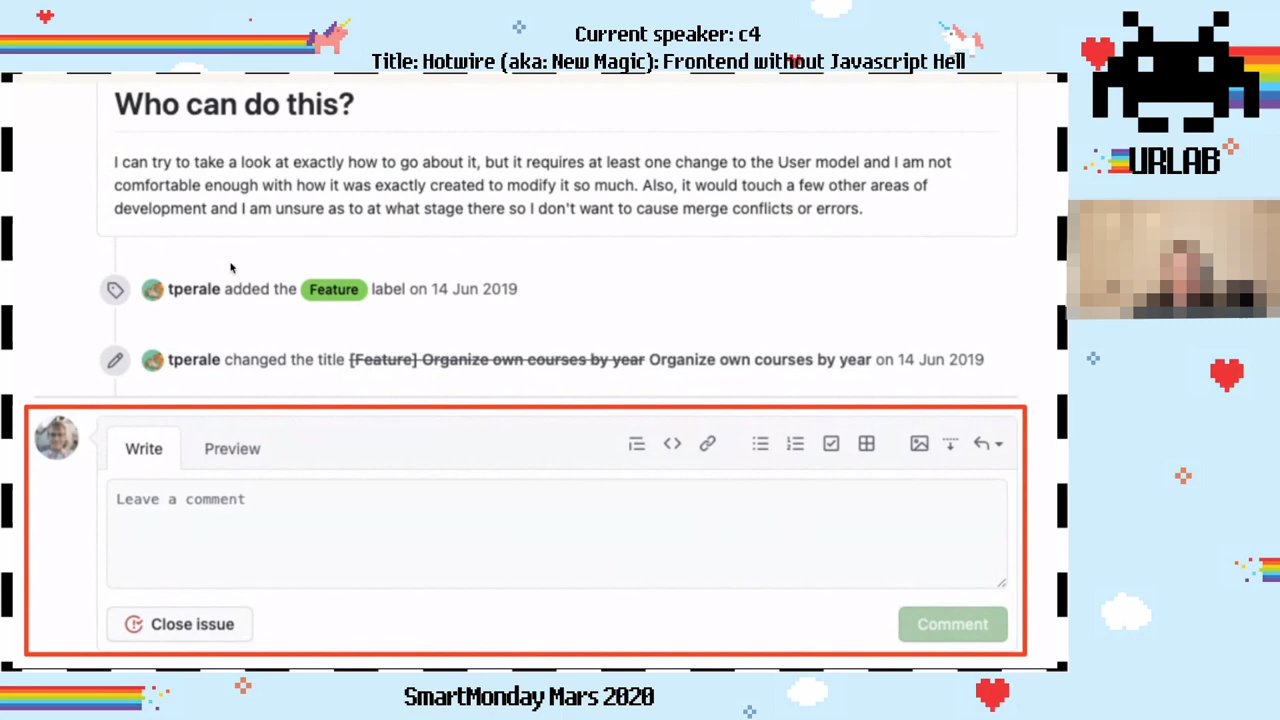 Current speaker: c4
Title: Hotwire (aka: New Magic): Frontend without Javascript Hell
URLAB
Who can do this?
I can try to take a look at exactly how to go about it, but it requires at least one change to the User model and I am not
comfortable enough with how it was exactly created to modify it so much. Also, it would touch a few other areas of
development and I am unsure as to at what stage there so I don't want to cause merge conflicts or errors.
tperale added the Feature label on 14 Jun 2019
tperale changed the title [Feature] Organize own courses by year Organize own courses by year on 14 Jun 2019
Write Preview
Leave a comment
Close issue Comment
SmartMonday Mars 2020